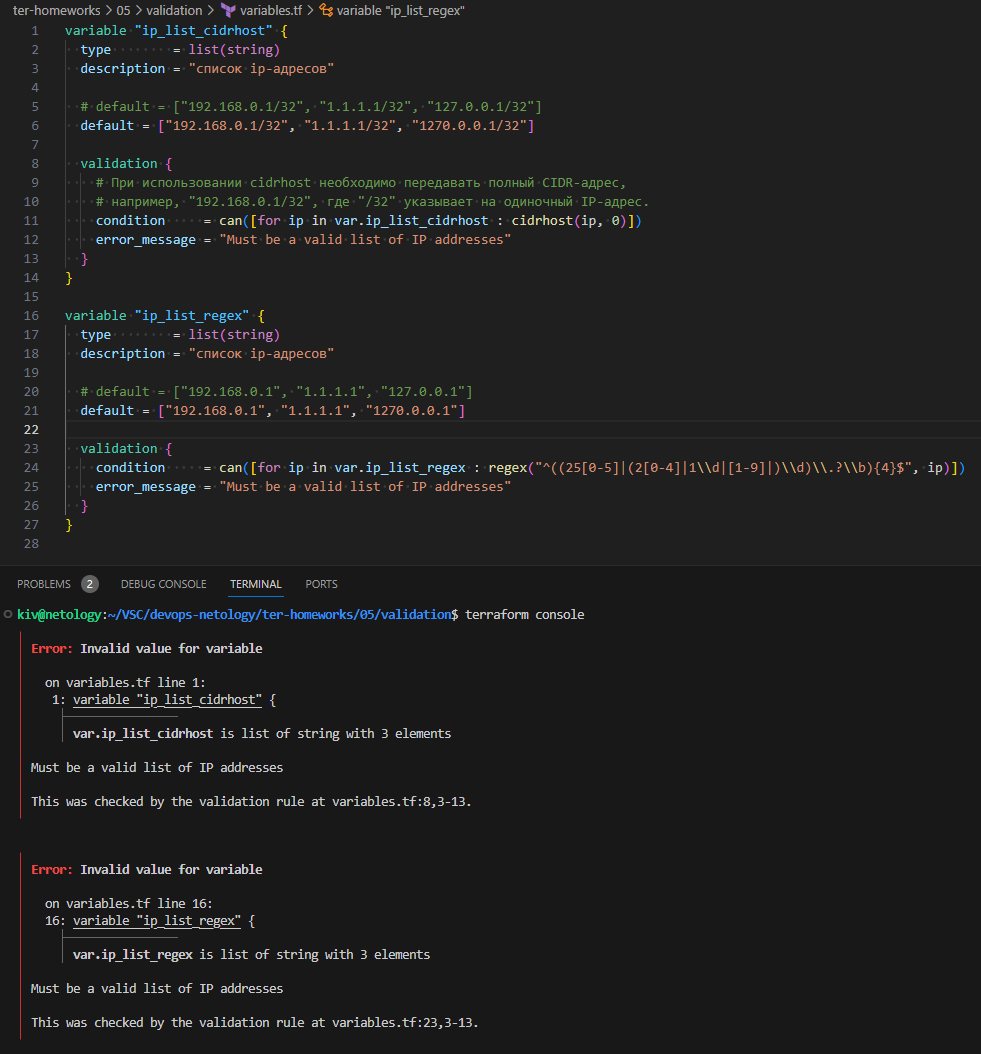 ter-homeworks > 05 > validation > variables.tf > variable "ip_list_regex"
1 variable "ip_list_cidrhost" {
2   type        = list(string)
3   description = "список ip-адресов"
4
5   # default = ["192.168.0.1/32", "1.1.1.1/32", "127.0.0.1/32"]
6   default = ["192.168.0.1/32", "1.1.1.1/32", "1270.0.0.1/32"]
7
8   validation {
9     # При использовании cidrhost необходимо передавать полный CIDR-адрес,
10     # например, "192.168.0.1/32", где "/32" указывает на одиночный IP-адрес.
11     condition     = can([for ip in var.ip_list_cidrhost : cidrhost(ip, 0)])
12     error_message = "Must be a valid list of IP addresses"
13   }
14 }
15
16 variable "ip_list_regex" {
17   type        = list(string)
18   description = "список ip-адресов"
19
20   # default = ["192.168.0.1", "1.1.1.1", "127.0.0.1"]
21   default = ["192.168.0.1", "1.1.1.1", "1270.0.0.1"]
22
23   validation {
24     condition     = can([for ip in var.ip_list_regex : regex("^((25[0-5]|(2[0-4]|1\\d|[1-9]|)\\d)\\.?\\b){4}$", ip)])
25     error_message = "Must be a valid list of IP addresses"
26   }
27 }
28
PROBLEMS 2 DEBUG CONSOLE TERMINAL PORTS
kiv@netology:~/VSC/devops-netology/ter-homeworks/05/validation$ terraform console
Error: Invalid value for variable
on variables.tf line 1:
1: variable "ip_list_cidrhost" {
var.ip_list_cidrhost is list of string with 3 elements
Must be a valid list of IP addresses
This was checked by the validation rule at variables.tf:8,3-13.
Error: Invalid value for variable
on variables.tf line 16:
16: variable "ip_list_regex" {
var.ip_list_regex is list of string with 3 elements
Must be a valid list of IP addresses
This was checked by the validation rule at variables.tf:23,3-13.